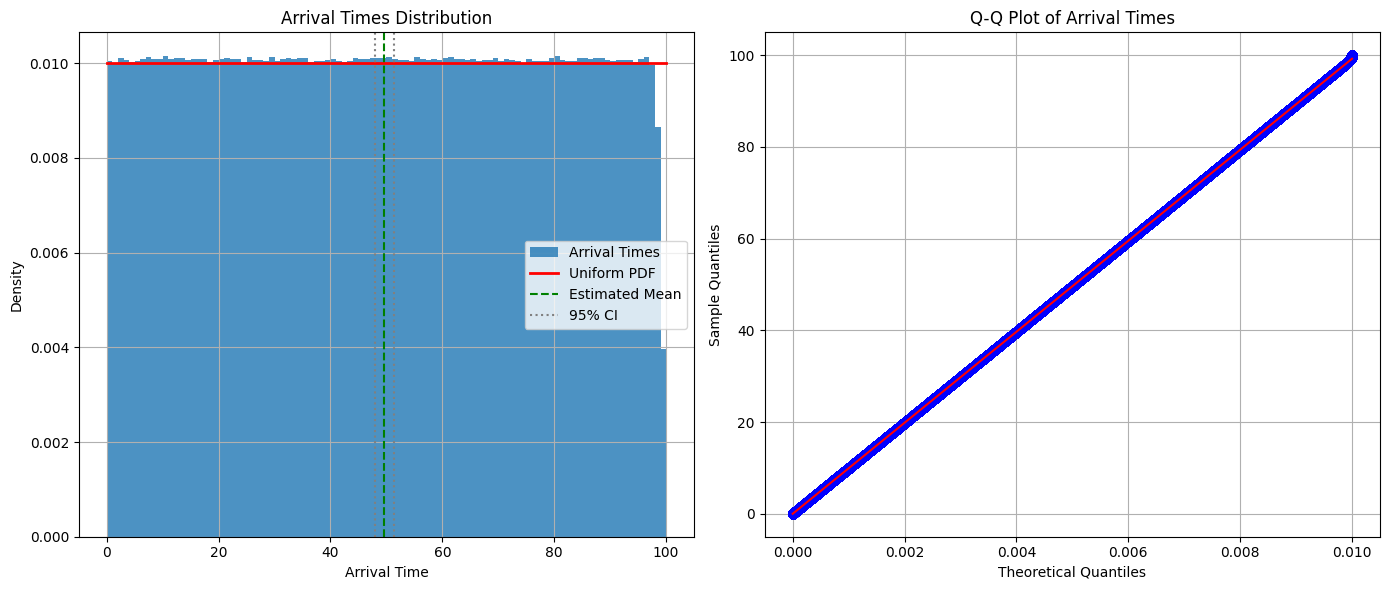 Arrival Times Distribution
0.010
0.008
0.006
0.004
0.002
0.000
Density
0
20
40
60
80
100
Arrival Time
Arrival Times
Uniform PDF
Estimated Mean
95% CI
Q-Q Plot of Arrival Times
100
80
60
40
20
0
Sample Quantiles
0.000
0.002
0.004
0.006
0.008
0.010
Theoretical Quantiles